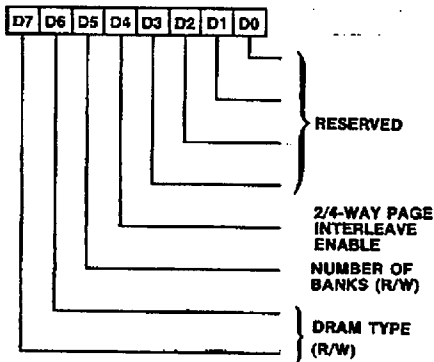 D7 D6 D5 D4 D3 D2 D1 D0
RESERVED
2/4-WAY PAGE
INTERLEAVE
ENABLE
NUMBER OF
BANKS (R/W)
DRAM TYPE
(R/W)